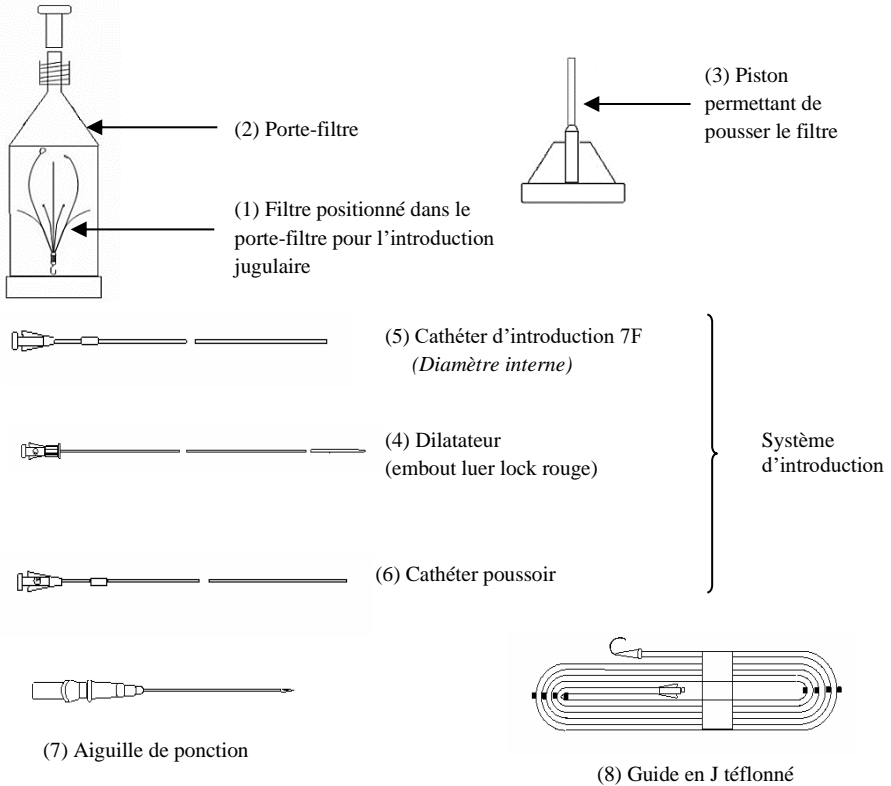 (3) Piston
permettant de
pousser le filtre
(2) Porte-filtre
(1) Filtre positionné dans le
porte-filtre pour l'introduction
jugulaire
(5) Cathéter d'introduction 7F
(Diamètre interne)
(4) Dilatateur
(embout luer lock rouge)
Système
d'introduction
(6) Cathéter poussoir
(7) Aiguille de ponction
(8) Guide en J téflonné